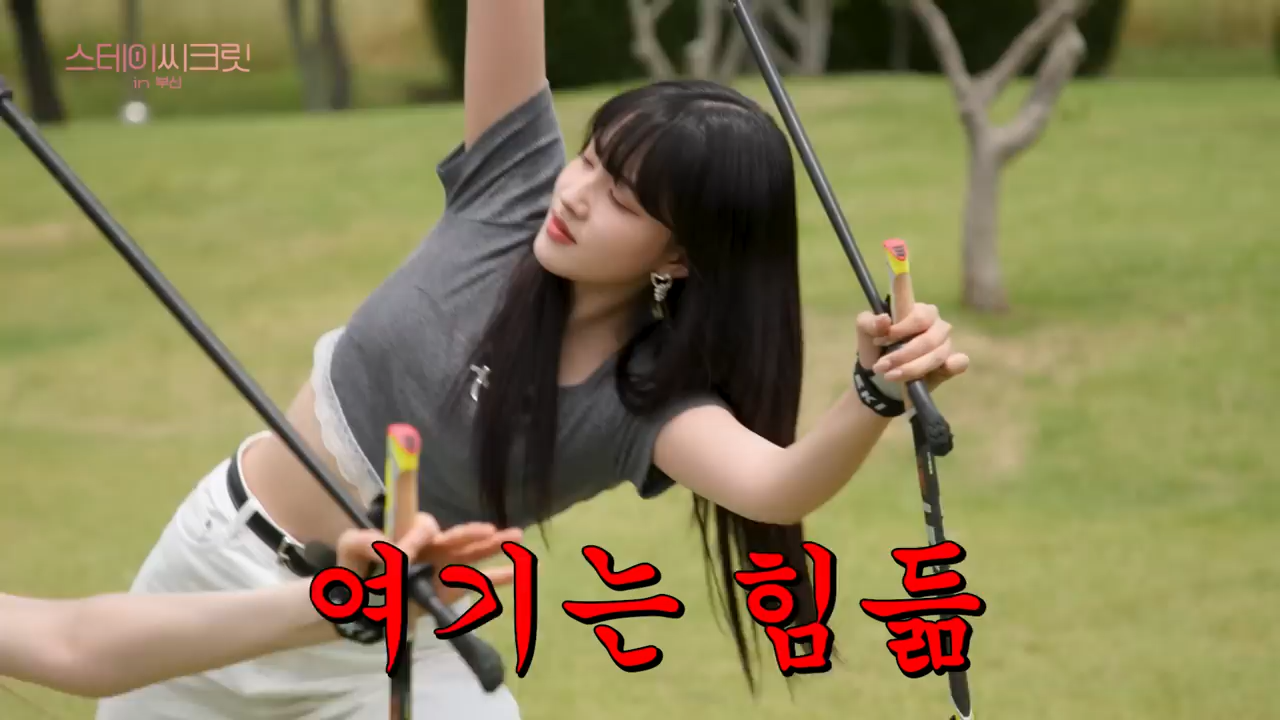 스테이씨크릿
in 부산
여기는 힘듦